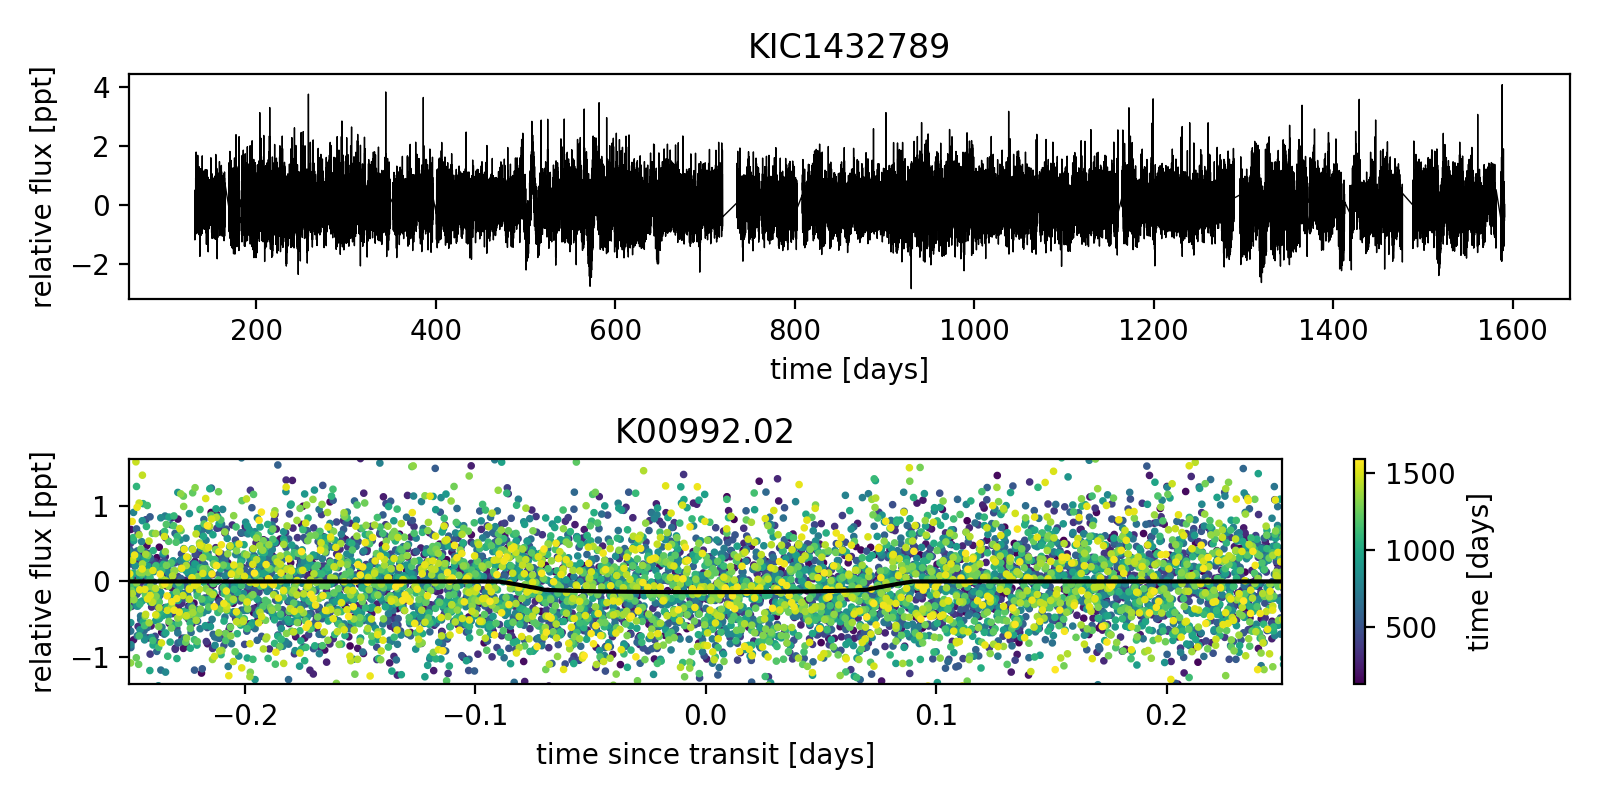 KIC1432789
relative flux [ppt]
4
2
0
−2
200 400 600 800 1000 1200 1400 1600
time [days]
K00992.02
relative flux [ppt]
1
0
−1
−0.2 −0.1 0.0 0.1 0.2
time since transit [days]
1500
1000
500
time [days]